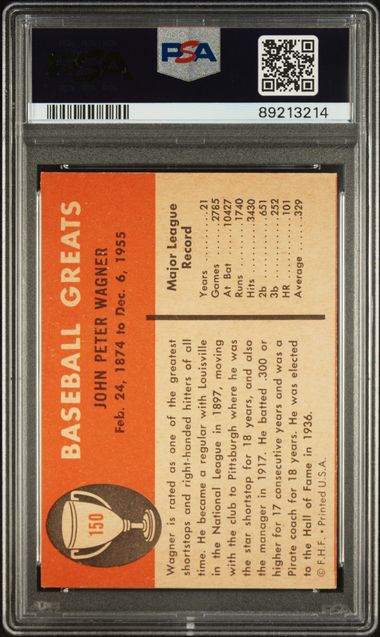 PSA
PSA
89213214
150
BASEBALL GREATS
JOHN PETER WAGNER
Feb. 24, 1874 to Dec. 6, 1955
Wagner is rated as one of the greatest
shortstops and right-handed hitters of all
time. He became a regular with Louisville
in the National League in 1897, moving
with the club to Pittsburgh where he was
the star shortstop for 18 years, and also
the manager in 1917. He batted .300 or
higher for 17 consecutive years and was a
Pirate coach for 18 years. He was elected
to the Hall of Fame in 1936.
© F.H.F. • Printed U.S.A.
Major League
Record
Years ........ 21
Games ..... 2785
At Bat .... 10427
Runs ...... 1740
Hits ....... 3430
2b ......... 651
3b ......... 252
HR ......... 101
Average .... .329